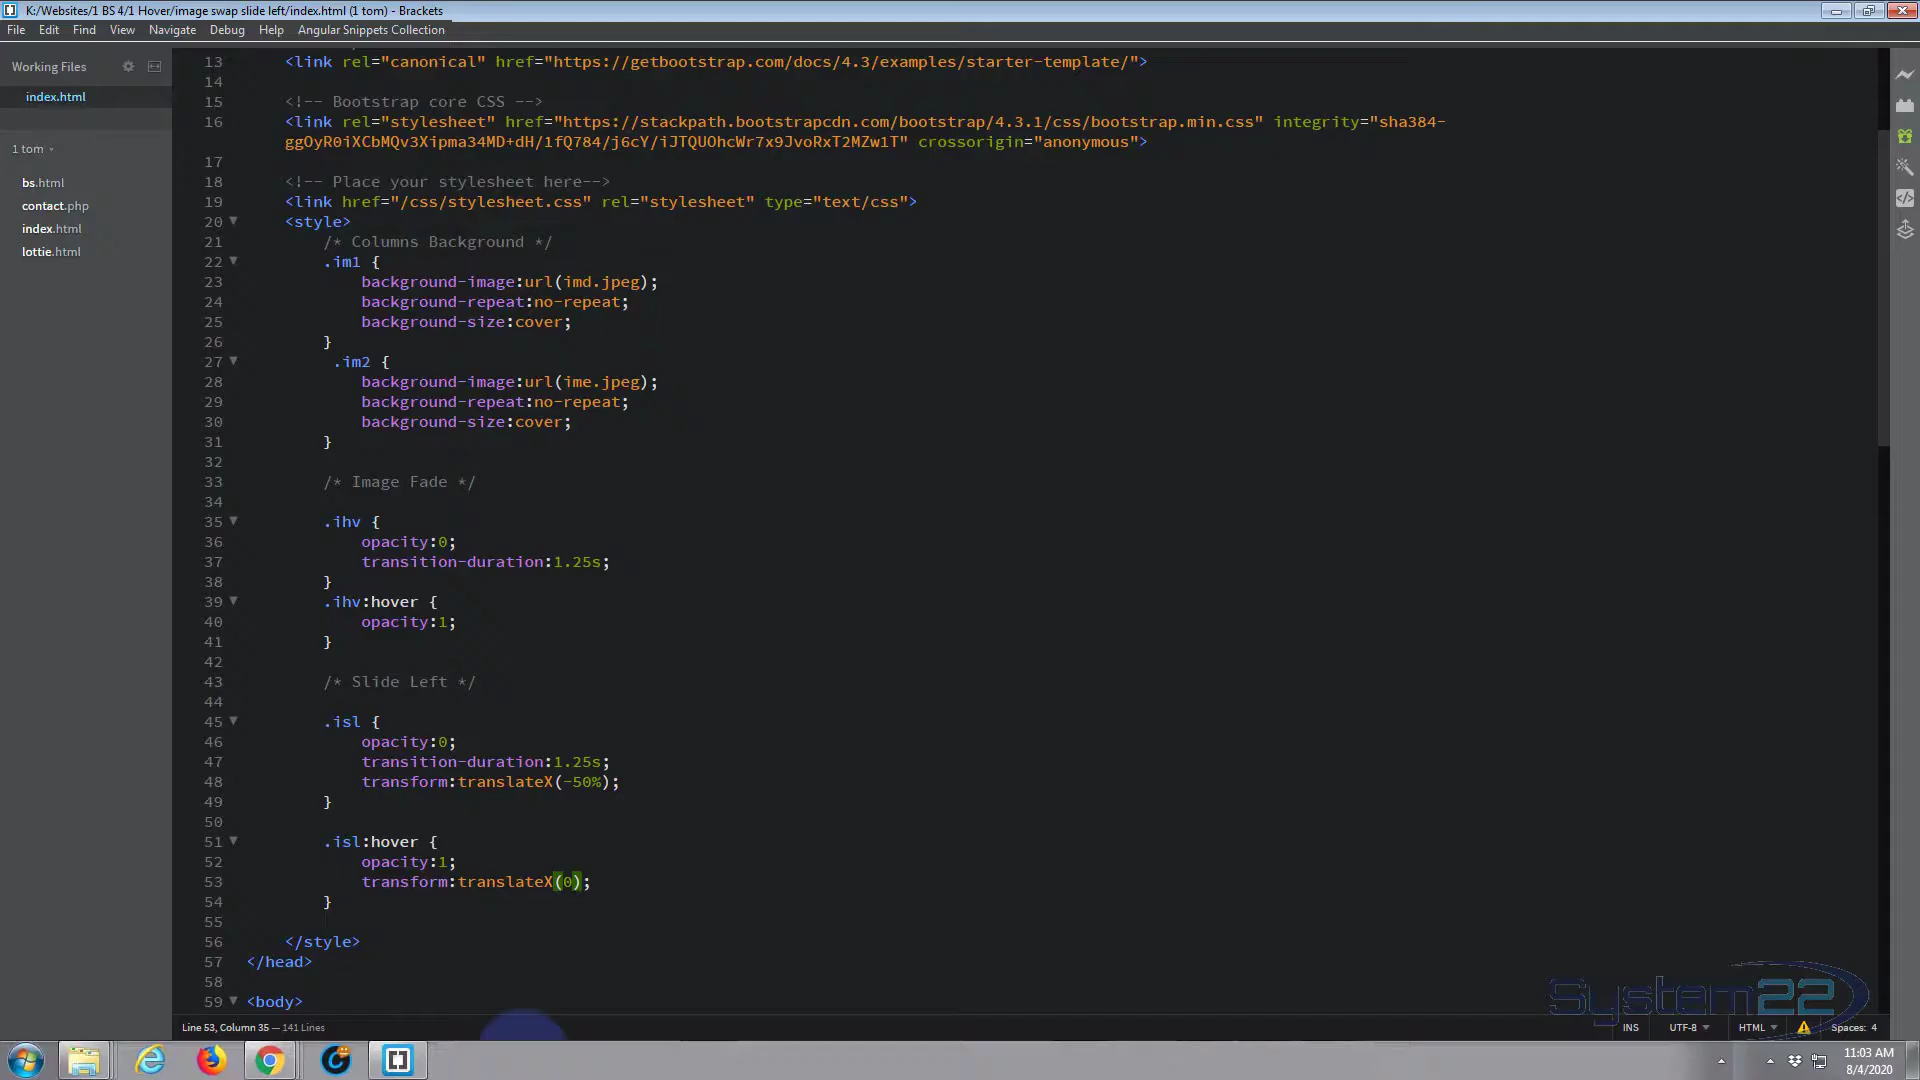 K:/Websites/1 BS 4/1 Hover/image swap slide left/index.html (1 tom) - Brackets
File Edit Find View Navigate Debug Help Angular Snippets Collection
Working Files
index.html
1 tom
bs.html
contact.php
index.html
lottie.html
13 <link rel="canonical" href="https://getbootstrap.com/docs/4.3/examples/starter-template/">
14
15 <!-- Bootstrap core CSS -->
16 <link rel="stylesheet" href="https://stackpath.bootstrapcdn.com/bootstrap/4.3.1/css/bootstrap.min.css" integrity="sha384-
ggOyR0iXCbMQv3Xipma34MD+dH/1fQ784/j6cY/iJTQUOhcWr7x9JvoRxT2MZw1T" crossorigin="anonymous">
17
18 <!-- Place your stylesheet here-->
19 <link href="/css/stylesheet.css" rel="stylesheet" type="text/css">
20 <style>
21 /* Columns Background */
22 .im1 {
23 background-image:url(imd.jpeg);
24 background-repeat:no-repeat;
25 background-size:cover;
26 }
27 .im2 {
28 background-image:url(ime.jpeg);
29 background-repeat:no-repeat;
30 background-size:cover;
31 }
32
33 /* Image Fade */
34
35 .ihv {
36 opacity:0;
37 transition-duration:1.25s;
38 }
39 .ihv:hover {
40 opacity:1;
41 }
42
43 /* Slide Left */
44
45 .isl {
46 opacity:0;
47 transition-duration:1.25s;
48 transform:translateX(-50%);
49 }
50
51 .isl:hover {
52 opacity:1;
53 transform:translateX(0);
54 }
55
56 </style>
57 </head>
58
59 <body>
System22
Line 53, Column 35 — 141 Lines
INS UTF-8 HTML Spaces: 4
11:03 AM
8/4/2020